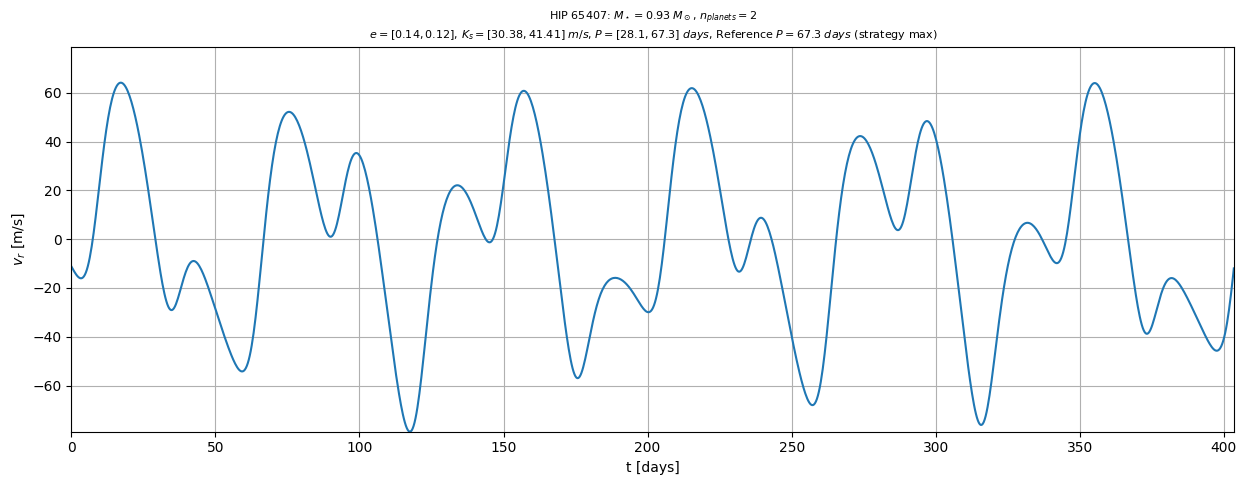 HIP 65407: M⋆ = 0.93 M⊙, n_planets = 2
e = [0.14, 0.12], Ks = [30.38, 41.41] m/s, P = [28.1, 67.3] days, Reference P = 67.3 days (strategy max)
60
40
20
0
−20
−40
−60
v_r [m/s]
0 50 100 150 200 250 300 350 400
t [days]